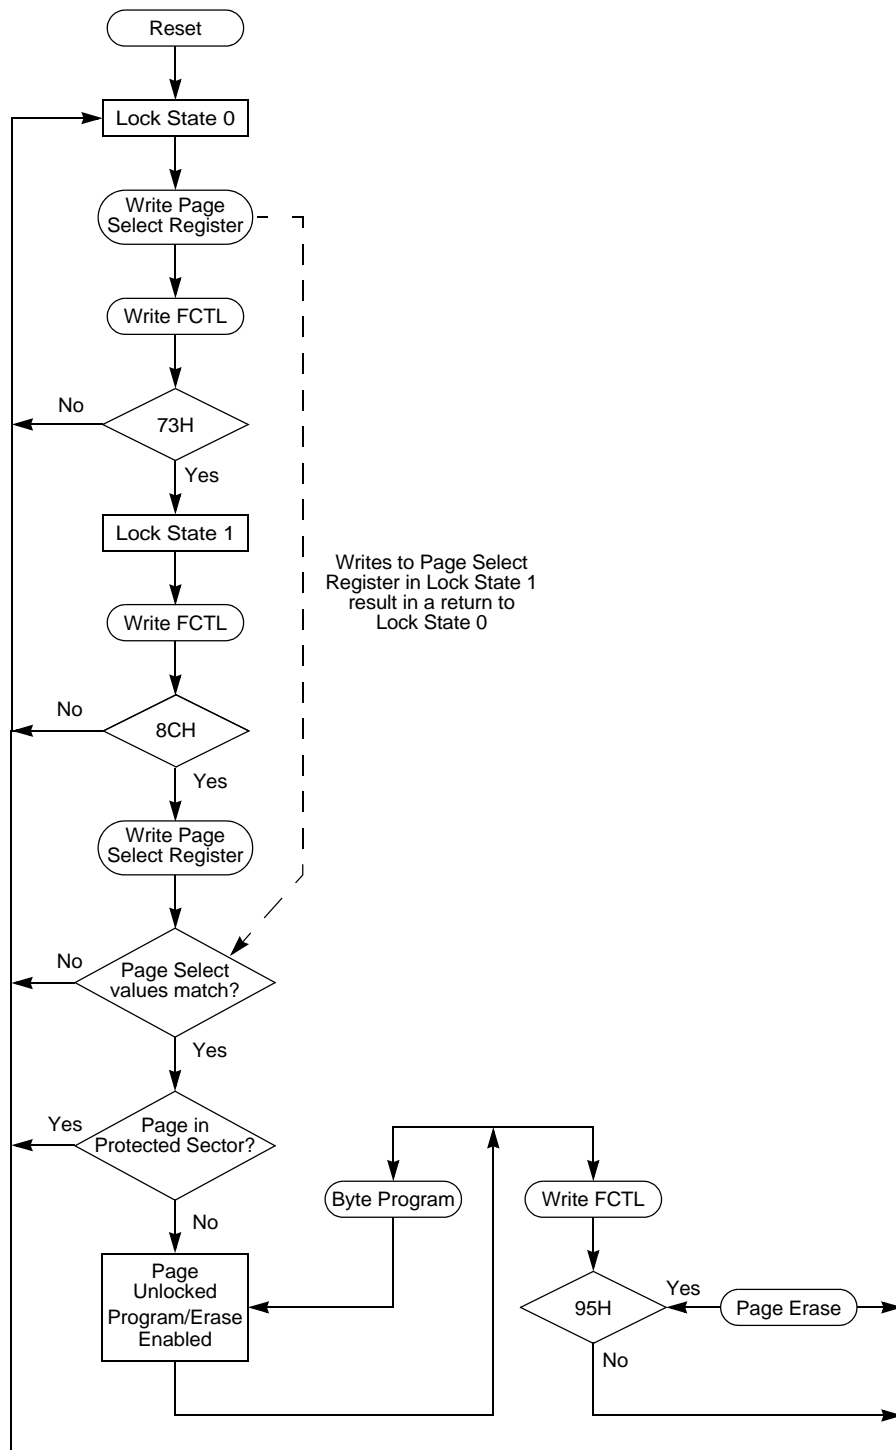 Reset
Lock State 0
Write Page
Select Register
Write FCTL
No
73H
Yes
Lock State 1
Writes to Page Select
Register in Lock State 1
result in a return to
Lock State 0
Write FCTL
No
8CH
Yes
Write Page
Select Register
No
Page Select
values match?
Yes
Yes
Page in
Protected Sector?
No
Byte Program
Write FCTL
Page
Unlocked
Program/Erase
Enabled
95H
Yes
Page Erase
No